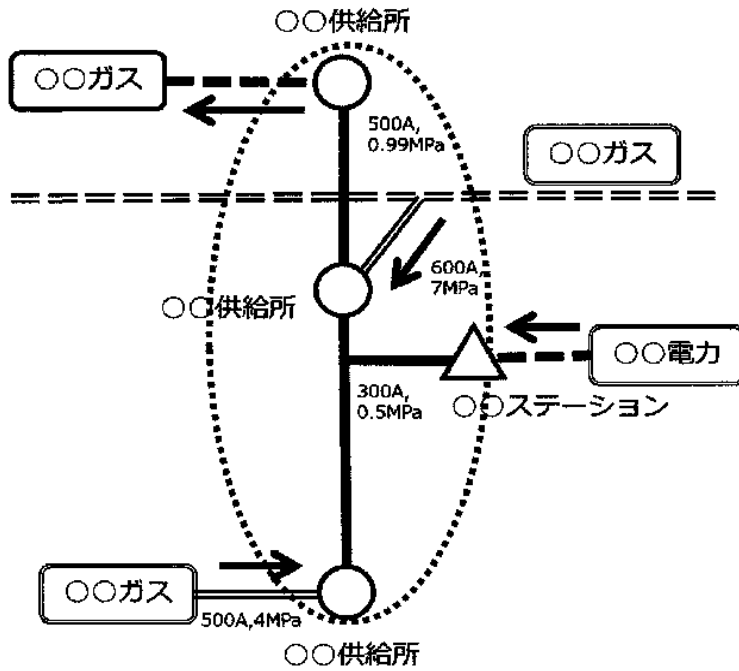 ○○供給所
○○ガス
500A,
0.99MPa
○○ガス
600A,
7MPa
○○供給所
○○電力
300A,
0.5MPa
○○ステーション
○○ガス
500A,4MPa
○○供給所